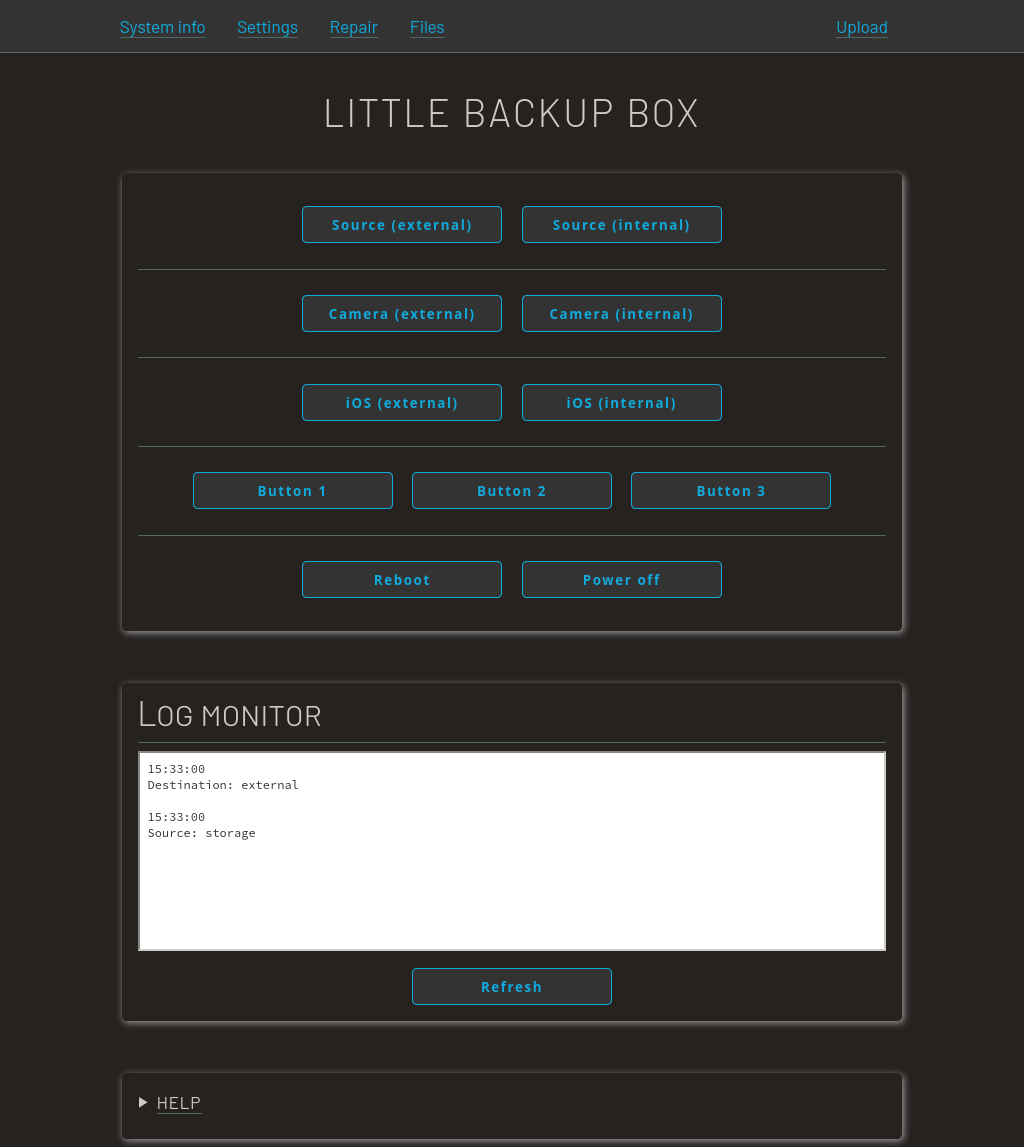 System info Settings Repair Files Upload
LITTLE BACKUP BOX
Source (external) Source (internal)
Camera (external) Camera (internal)
iOS (external) iOS (internal)
Button 1 Button 2 Button 3
Reboot Power off
LOG MONITOR
15:33:00
Destination: external
15:33:00
Source: storage
Refresh
HELP